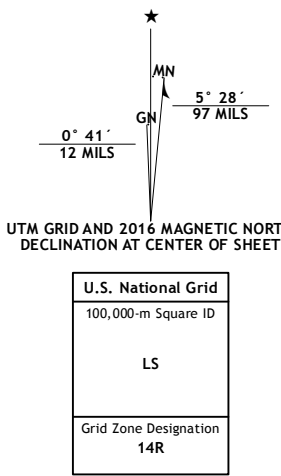 MN
GN
5° 28´
97 MILS
0° 41´
12 MILS
UTM GRID AND 2016 MAGNETIC NORT
DECLINATION AT CENTER OF SHEET
U.S. National Grid
100,000-m Square ID
LS
Grid Zone Designation
14R